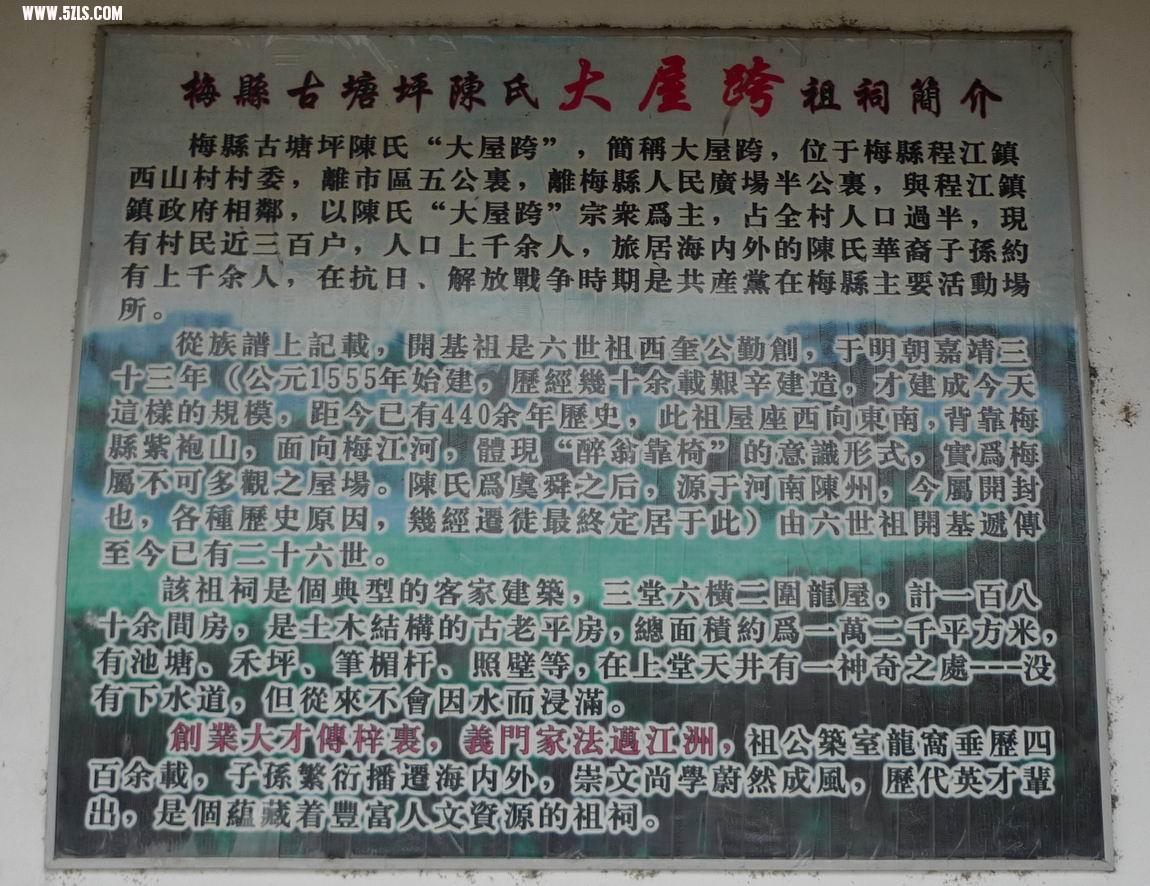 WWW.5ZLS.COM
梅縣古塘坪陳氏大屋跨祖祠簡介
梅縣古塘坪陳氏“大屋跨”，簡稱大屋跨，位于梅縣程江鎮
西山村村委，離市區五公裏，離梅縣人民廣場半公裏，與程江鎮
鎮政府相鄰，以陳氏“大屋跨”宗衆爲主，占全村人口過半，現
有村民近三百户，人口上千余人，旅居海内外的陳氏華裔子孫約
有上千余人，在抗日、解放戰争時期是共産黨在梅縣主要活動場
所。
從族譜上記載，開基祖是六世祖西奎公勤創，于明朝嘉靖三
十三年（公元1555年始建，歷經幾十余載艱辛建造，才建成今天
這樣的規模，距今已有440余年歷史，此祖屋座西向東南，背靠梅
縣紫袍山，面向梅江河，體現“醉翁靠椅”的意識形式，實爲梅
屬不可多觀之屋場。陳氏爲虞舜之后，源于河南陳州，今屬開封
也，各種歷史原因，幾經遷徒最終定居于此）由六世祖開基遞傳
至今已有二十六世。
該祖祠是個典型的客家建築，三堂六横二圍龍屋，計一百八
十余間房，是土木結構的古老平房，總面積約爲一萬二千平方米，
有池塘、禾坪、筆楣杆、照壁等，在上堂天井有一神奇之處---没
有下水道，但從來不會因水而浸滿。
創業大才傳梓裏，義門家法邁江洲，祖公築室龍窩垂歷四
百余載，子孫繁衍播遷海内外，崇文尚學蔚然成風，歷代英才輩
出，是個蘊藏着豐富人文資源的祖祠。